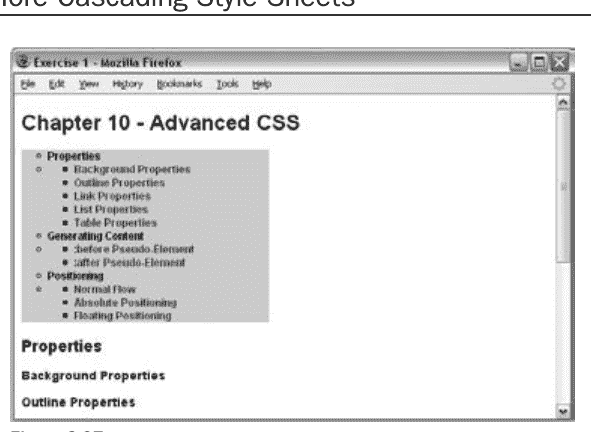 More Cascading Style Sheets
Exercise 1 - Mozilla Firefox
File Edit View History Bookmarks Tools Help
Chapter 10 - Advanced CSS
Properties
Background Properties
Outline Properties
Link Properties
List Properties
Table Properties
Generating Content
:before Pseudo-Element
:after Pseudo-Element
Positioning
Normal Flow
Absolute Positioning
Floating Positioning
Properties
Background Properties
Outline Properties